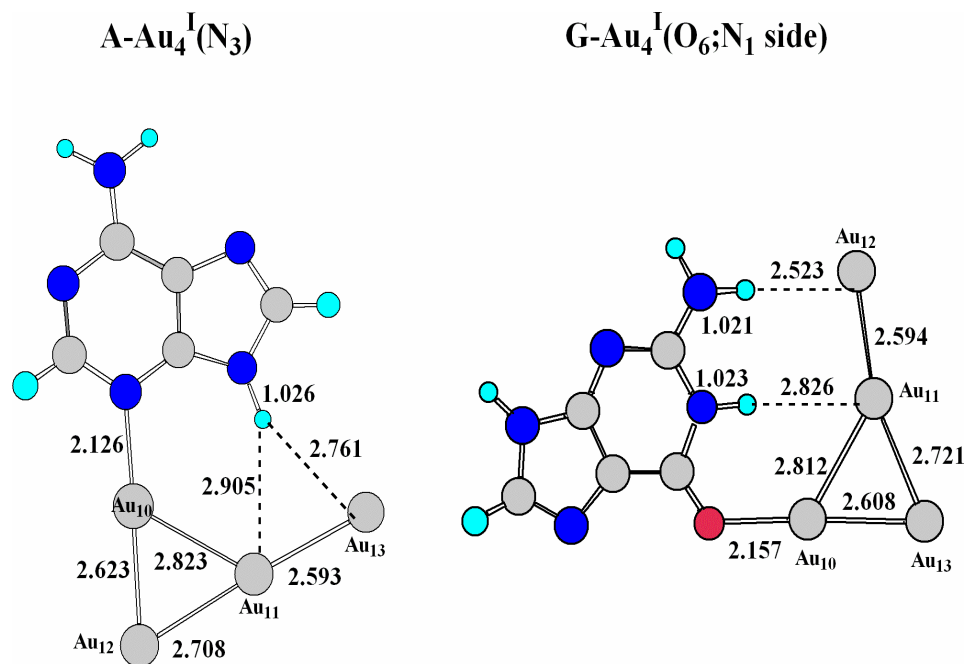 A-Au₄ᴵ(N₃)
G-Au₄ᴵ(O₆;N₁ side)
1.026
2.126
2.761
2.905
Au₁₀
Au₁₃
2.823
2.623
2.593
Au₁₁
Au₁₂
2.708
Au₁₂
2.523
1.021
2.594
1.023
2.826
Au₁₁
2.812
2.721
2.608
2.157
Au₁₀
Au₁₃